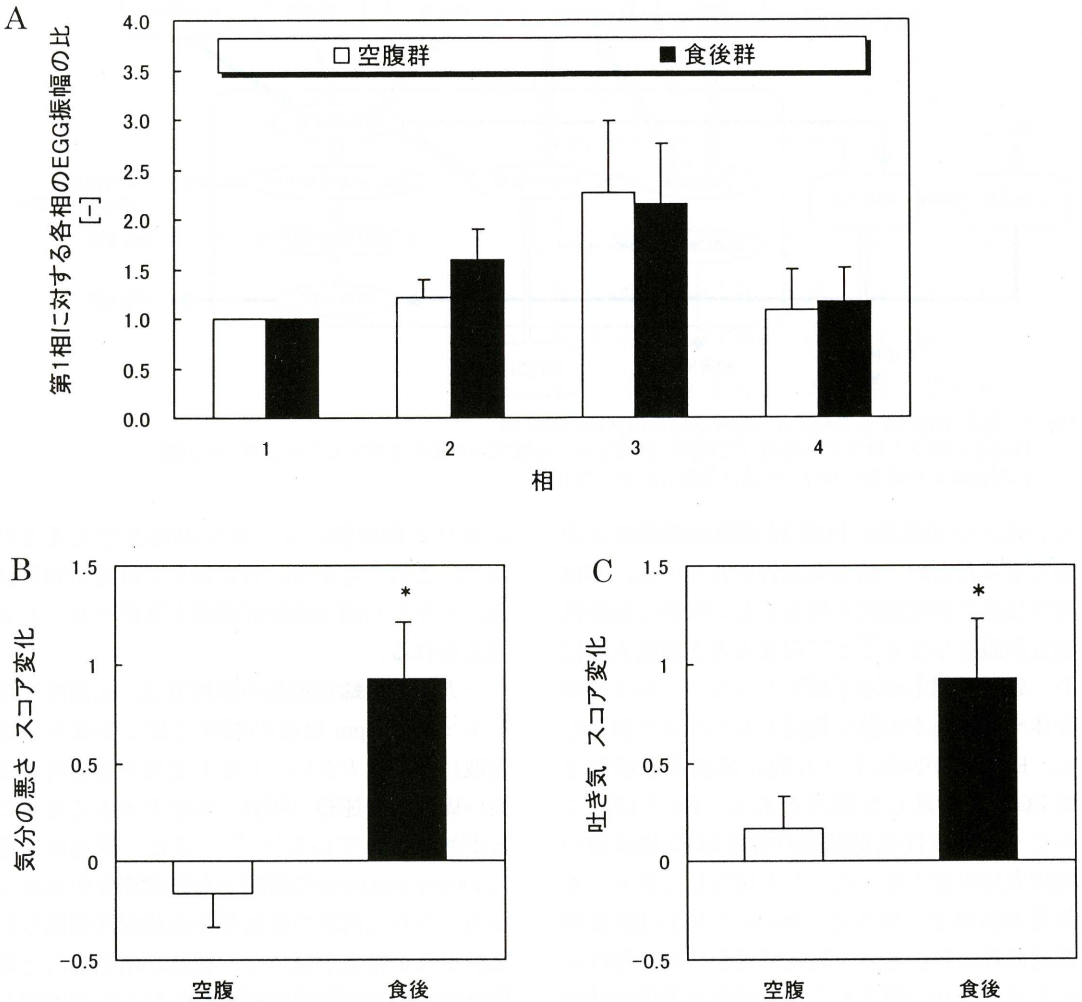 A
第1相に対する各相のEGG振幅の比
[-]
4.0
3.5
3.0
2.5
2.0
1.5
1.0
0.5
0.0
空腹群
食後群
1
2
3
4
相
B
気分の悪さ スコア変化
1.5
1
0.5
0
-0.5
*
空腹
食後
C
吐き気 スコア変化
1.5
1
0.5
0
-0.5
*
空腹
食後